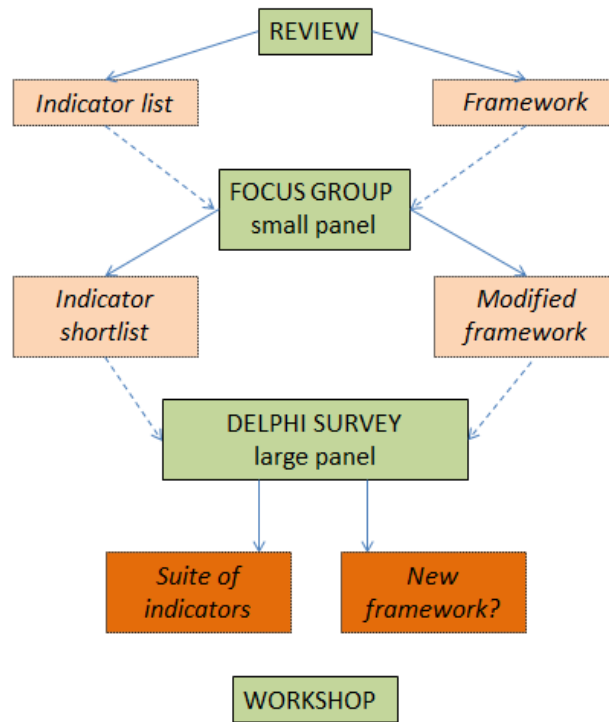 REVIEW
Indicator list
Framework
FOCUS GROUP
small panel
Indicator
shortlist
Modified
framework
DELPHI SURVEY
large panel
Suite of
indicators
New
framework?
WORKSHOP